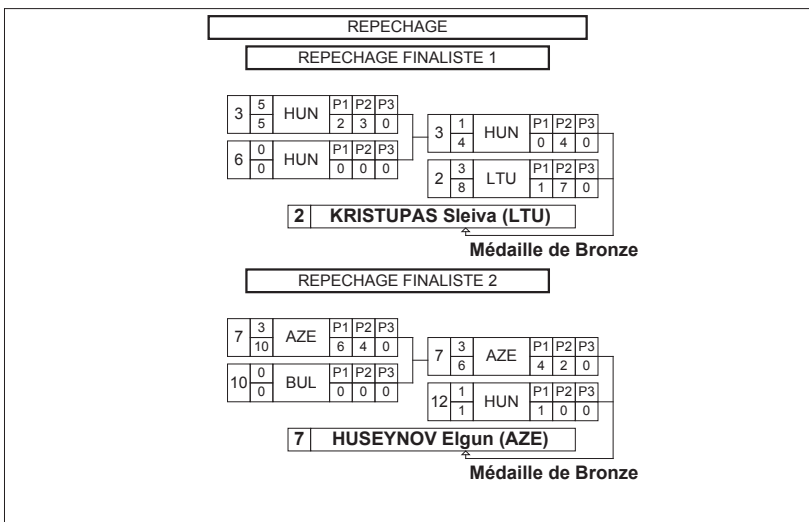 REPECHAGE
REPECHAGE FINALISTE 1
3 5 HUN P1 P2 P3
5 2 3 0
6 0 HUN P1 P2 P3
0 0 0 0
3 1 HUN P1 P2 P3
4 0 4 0
2 3 LTU P1 P2 P3
8 1 7 0
2 KRISTUPAS Sleiva (LTU)
Médaille de Bronze
REPECHAGE FINALISTE 2
7 3 AZE P1 P2 P3
10 6 4 0
10 0 BUL P1 P2 P3
0 0 0 0
7 3 AZE P1 P2 P3
6 4 2 0
12 1 HUN P1 P2 P3
1 1 0 0
7 HUSEYNOV Elgun (AZE)
Médaille de Bronze